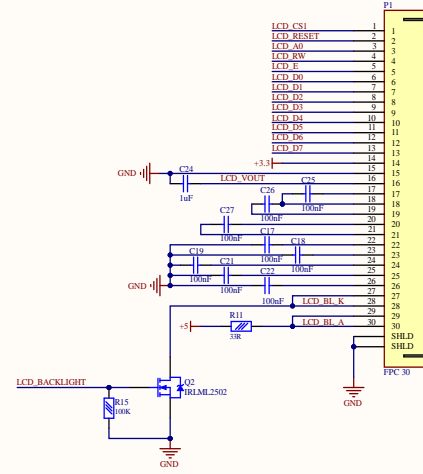 P1
LCD_CS1 1 1
LCD_RESET 2 2
LCD_A0 3 3
LCD_RW 4 4
LCD_E 5 5
LCD_D0 6 6
LCD_D1 7 7
LCD_D2 8 8
LCD_D3 9 9
LCD_D4 10 10
LCD_D5 11 11
LCD_D6 12 12
LCD_D7 13 13
+3.3 14 14
GND C24 15 15
LCD_VOUT 16 16
1uF C25 17 17
C26 100nF 18 18
100nF 19 19
C27 20 20
100nF 21 21
C17 22 22
100nF C18 23 23
C19 100nF 24 24
100nF C21 25 25
GND 100nF C22 26 26
100nF 27 27
LCD_BL_K 28 28
R11 29 29
+5 33R LCD_BL_A 30 30
SHLD
SHLD
FPC 30
GND
LCD_BACKLIGHT Q2
IRLML2502
R15
100K
GND